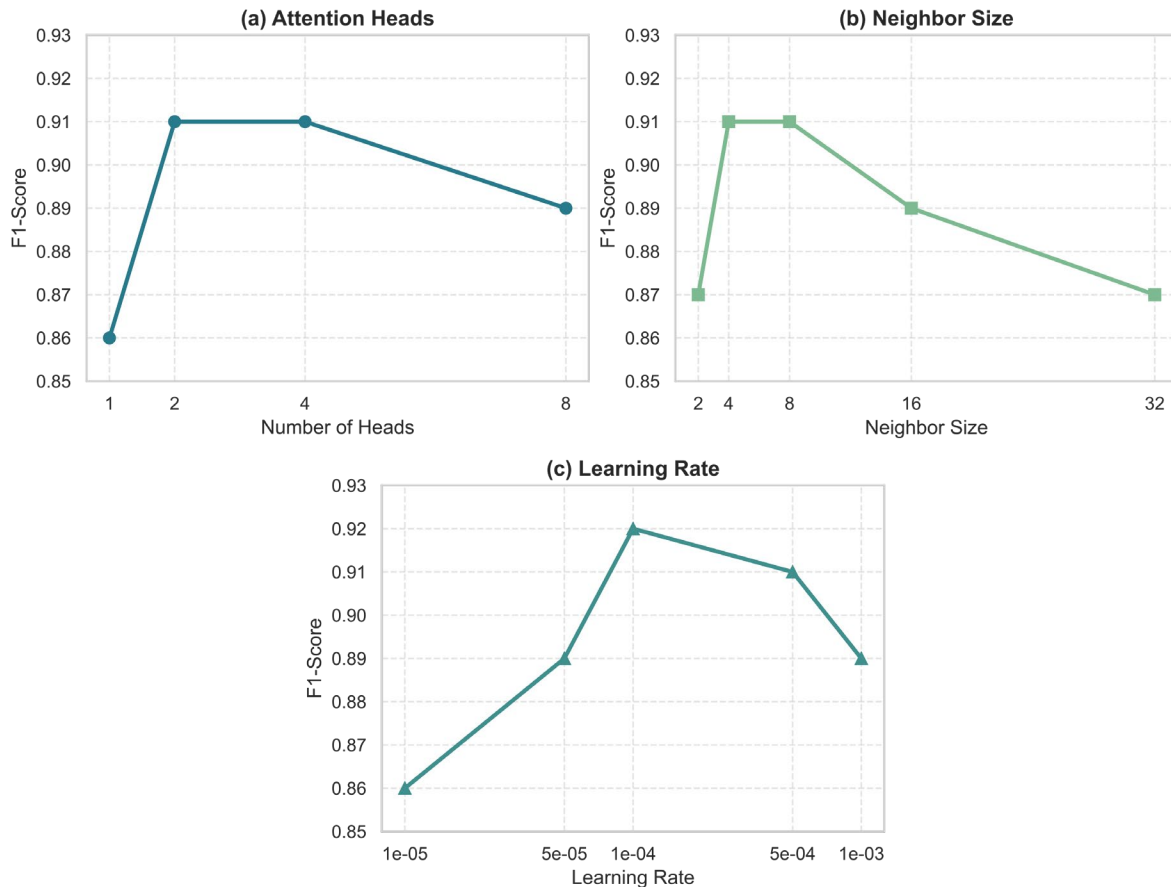 (a) Attention Heads
0.93
0.92
0.91
0.90
0.89
0.88
0.87
0.86
0.85
F1-Score
1 2 4 8
Number of Heads
(b) Neighbor Size
0.93
0.92
0.91
0.90
0.89
0.88
0.87
0.86
0.85
F1-Score
2 4 8 16 32
Neighbor Size
(c) Learning Rate
0.93
0.92
0.91
0.90
0.89
0.88
0.87
0.86
0.85
F1-Score
1e-05 5e-05 1e-04 5e-04 1e-03
Learning Rate